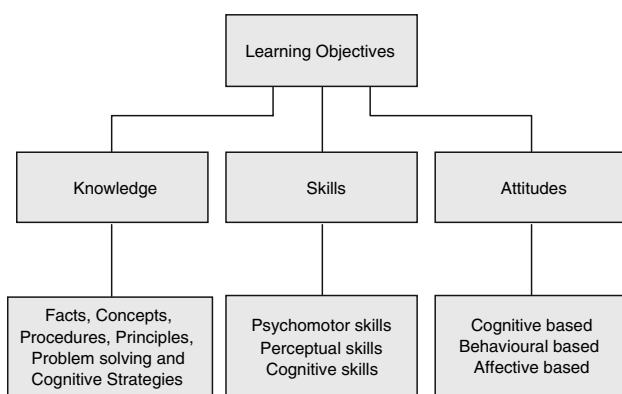 Learning Objectives
Knowledge
Skills
Attitudes
Facts, Concepts,
Procedures, Principles,
Problem solving and
Cognitive Strategies
Psychomotor skills
Perceptual skills
Cognitive skills
Cognitive based
Behavioural based
Affective based